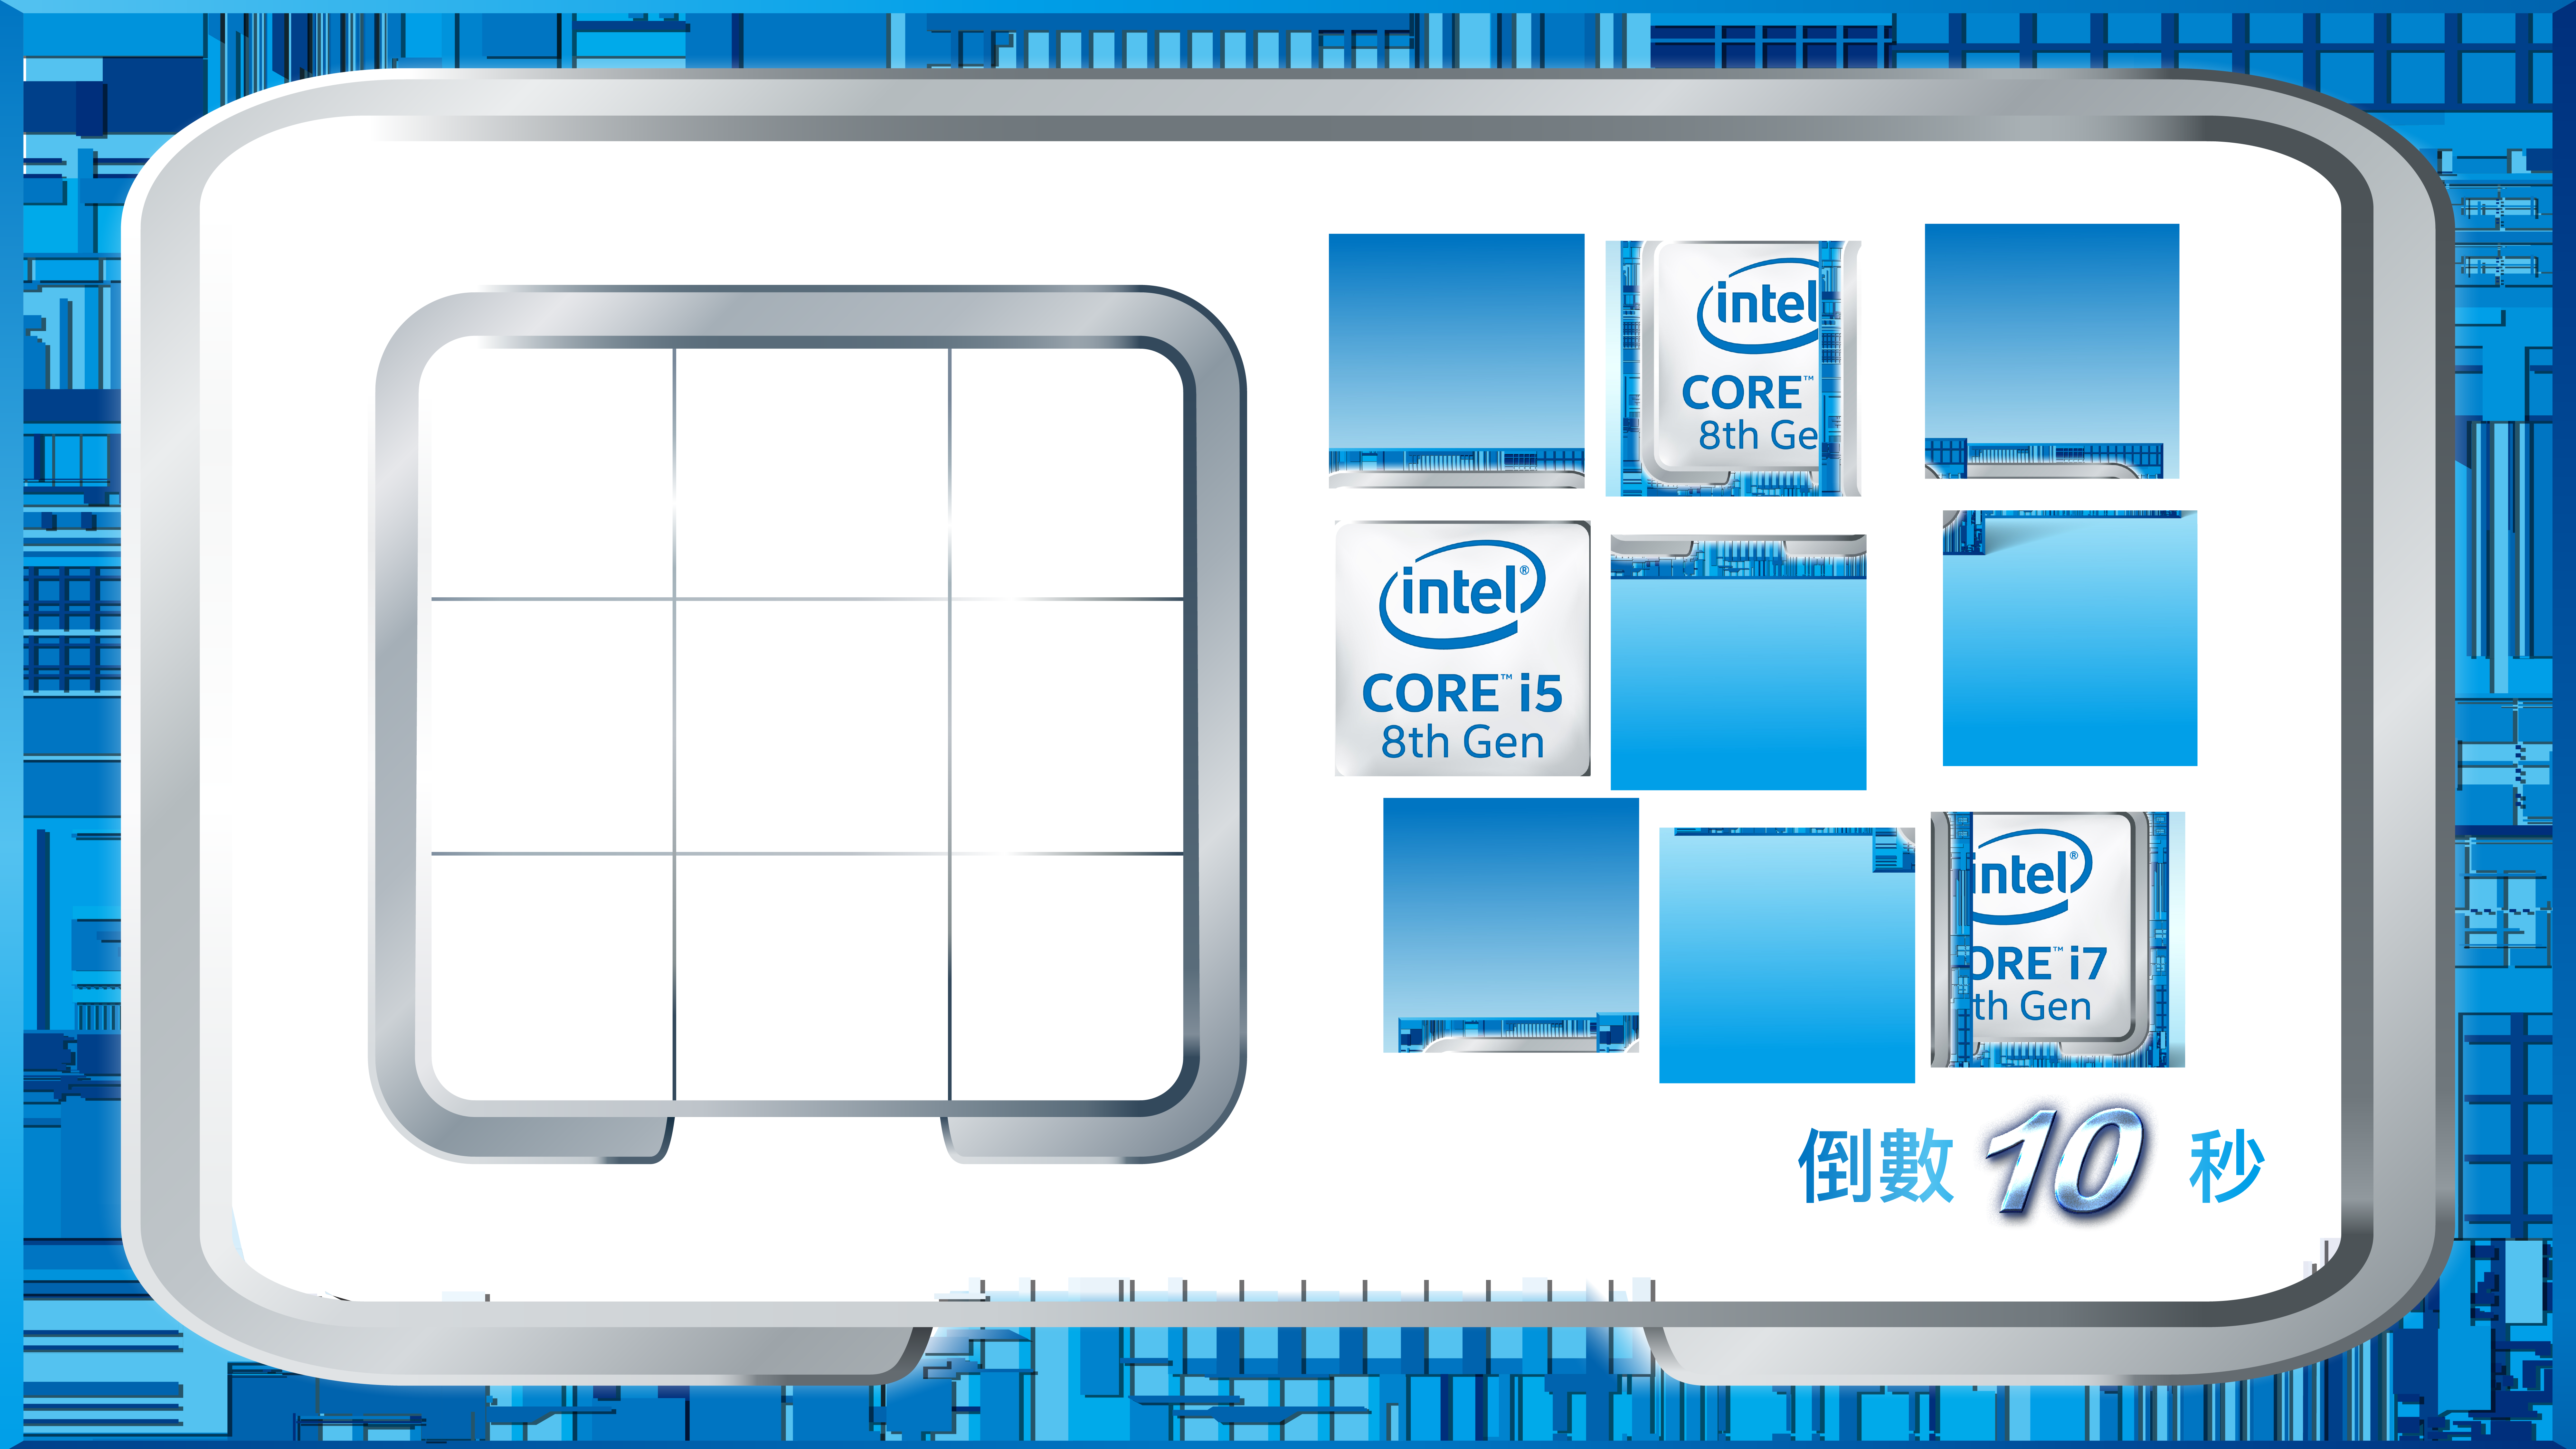 intel
CORE™
8th Ge
intel®
CORE™ i5
8th Gen
intel®
ORE™ i7
th Gen
倒數 10 秒